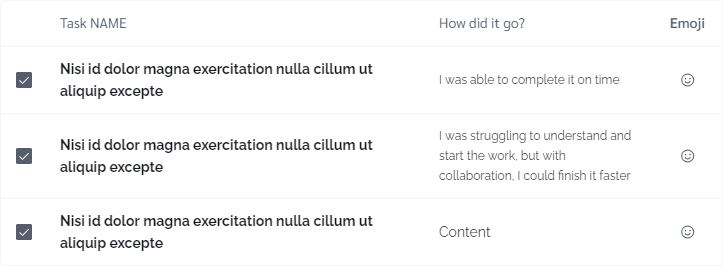 Task NAME
How did it go?
Emoji
Nisi id dolor magna exercitation nulla cillum ut
aliquip excepte
I was able to complete it on time
Nisi id dolor magna exercitation nulla cillum ut
aliquip excepte
I was struggling to understand and
start the work, but with
collaboration, I could finish it faster
Nisi id dolor magna exercitation nulla cillum ut
aliquip excepte
Content